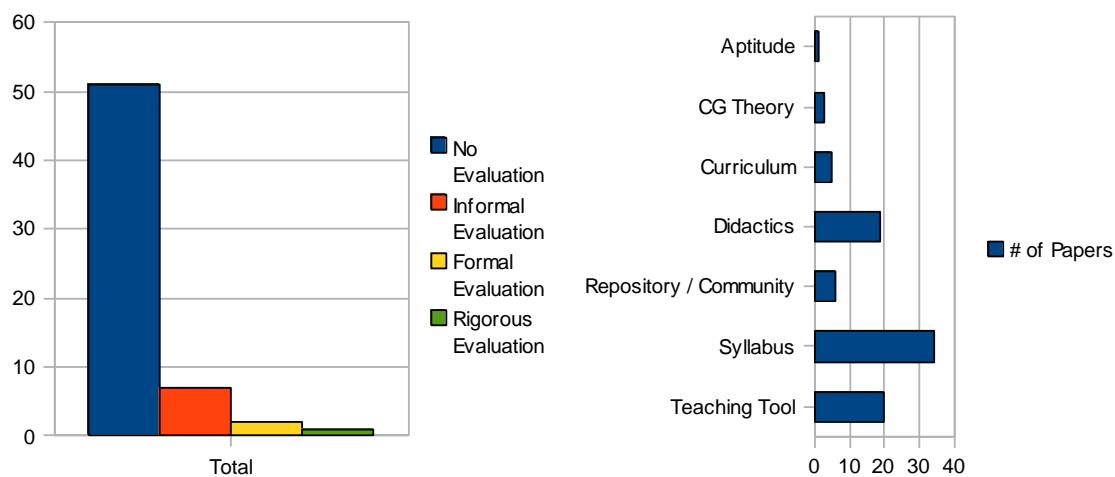 60
50
40
30
20
10
0
Total
No
Evaluation
Informal
Evaluation
Formal
Evaluation
Rigorous
Evaluation
Aptitude
CG Theory
Curriculum
Didactics
Repository / Community
Syllabus
Teaching Tool
0 10 20 30 40
# of Papers